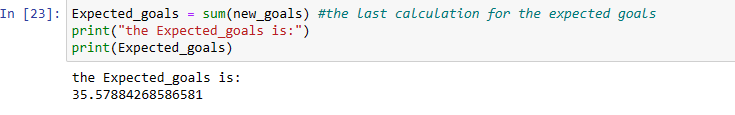 In [23]: Expected_goals = sum(new_goals) #the last calculation for the expected goals
print("the Expected_goals is:")
print(Expected_goals)
the Expected_goals is:
35.57884268586581